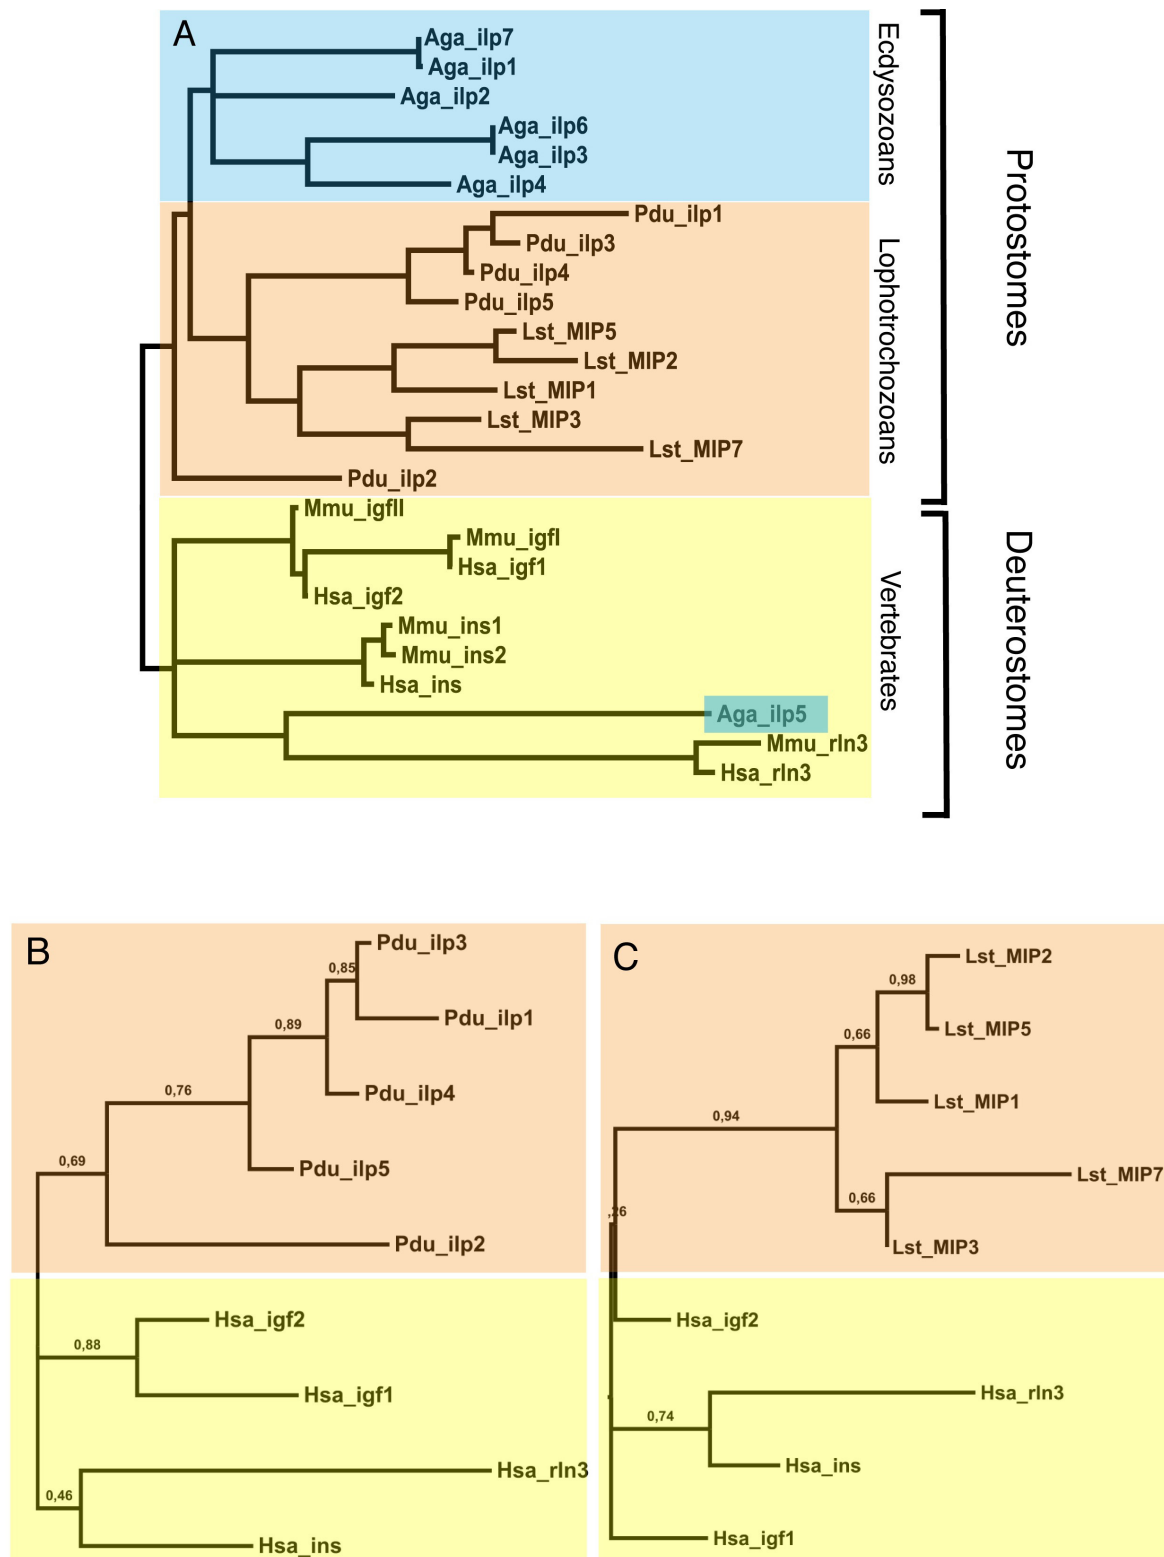 A
Aga_ilp7
Aga_ilp1
Aga_ilp2
Aga_ilp6
Aga_ilp3
Aga_ilp4
Ecdysozoans
Pdu_ilp1
Pdu_ilp3
Pdu_ilp4
Pdu_ilp5
Lst_MIP5
Lst_MIP2
Lst_MIP1
Lst_MIP3
Lst_MIP7
Pdu_ilp2
Lophotrochozoans
Protostomes
Mmu_igfII
Mmu_igfI
Hsa_igf1
Hsa_igf2
Mmu_ins1
Mmu_ins2
Hsa_ins
Aga_ilp5
Mmu_rln3
Hsa_rln3
Vertebrates
Deuterostomes
B
Pdu_ilp3
0,85
Pdu_ilp1
0,89
Pdu_ilp4
0,76
Pdu_ilp5
0,69
Pdu_ilp2
Hsa_igf2
0,88
Hsa_igf1
Hsa_rln3
0,46
Hsa_ins
C
Lst_MIP2
0,98
Lst_MIP5
0,66
Lst_MIP1
0,94
Lst_MIP7
0,66
Lst_MIP3
,26
Hsa_igf2
Hsa_rln3
0,74
Hsa_ins
Hsa_igf1